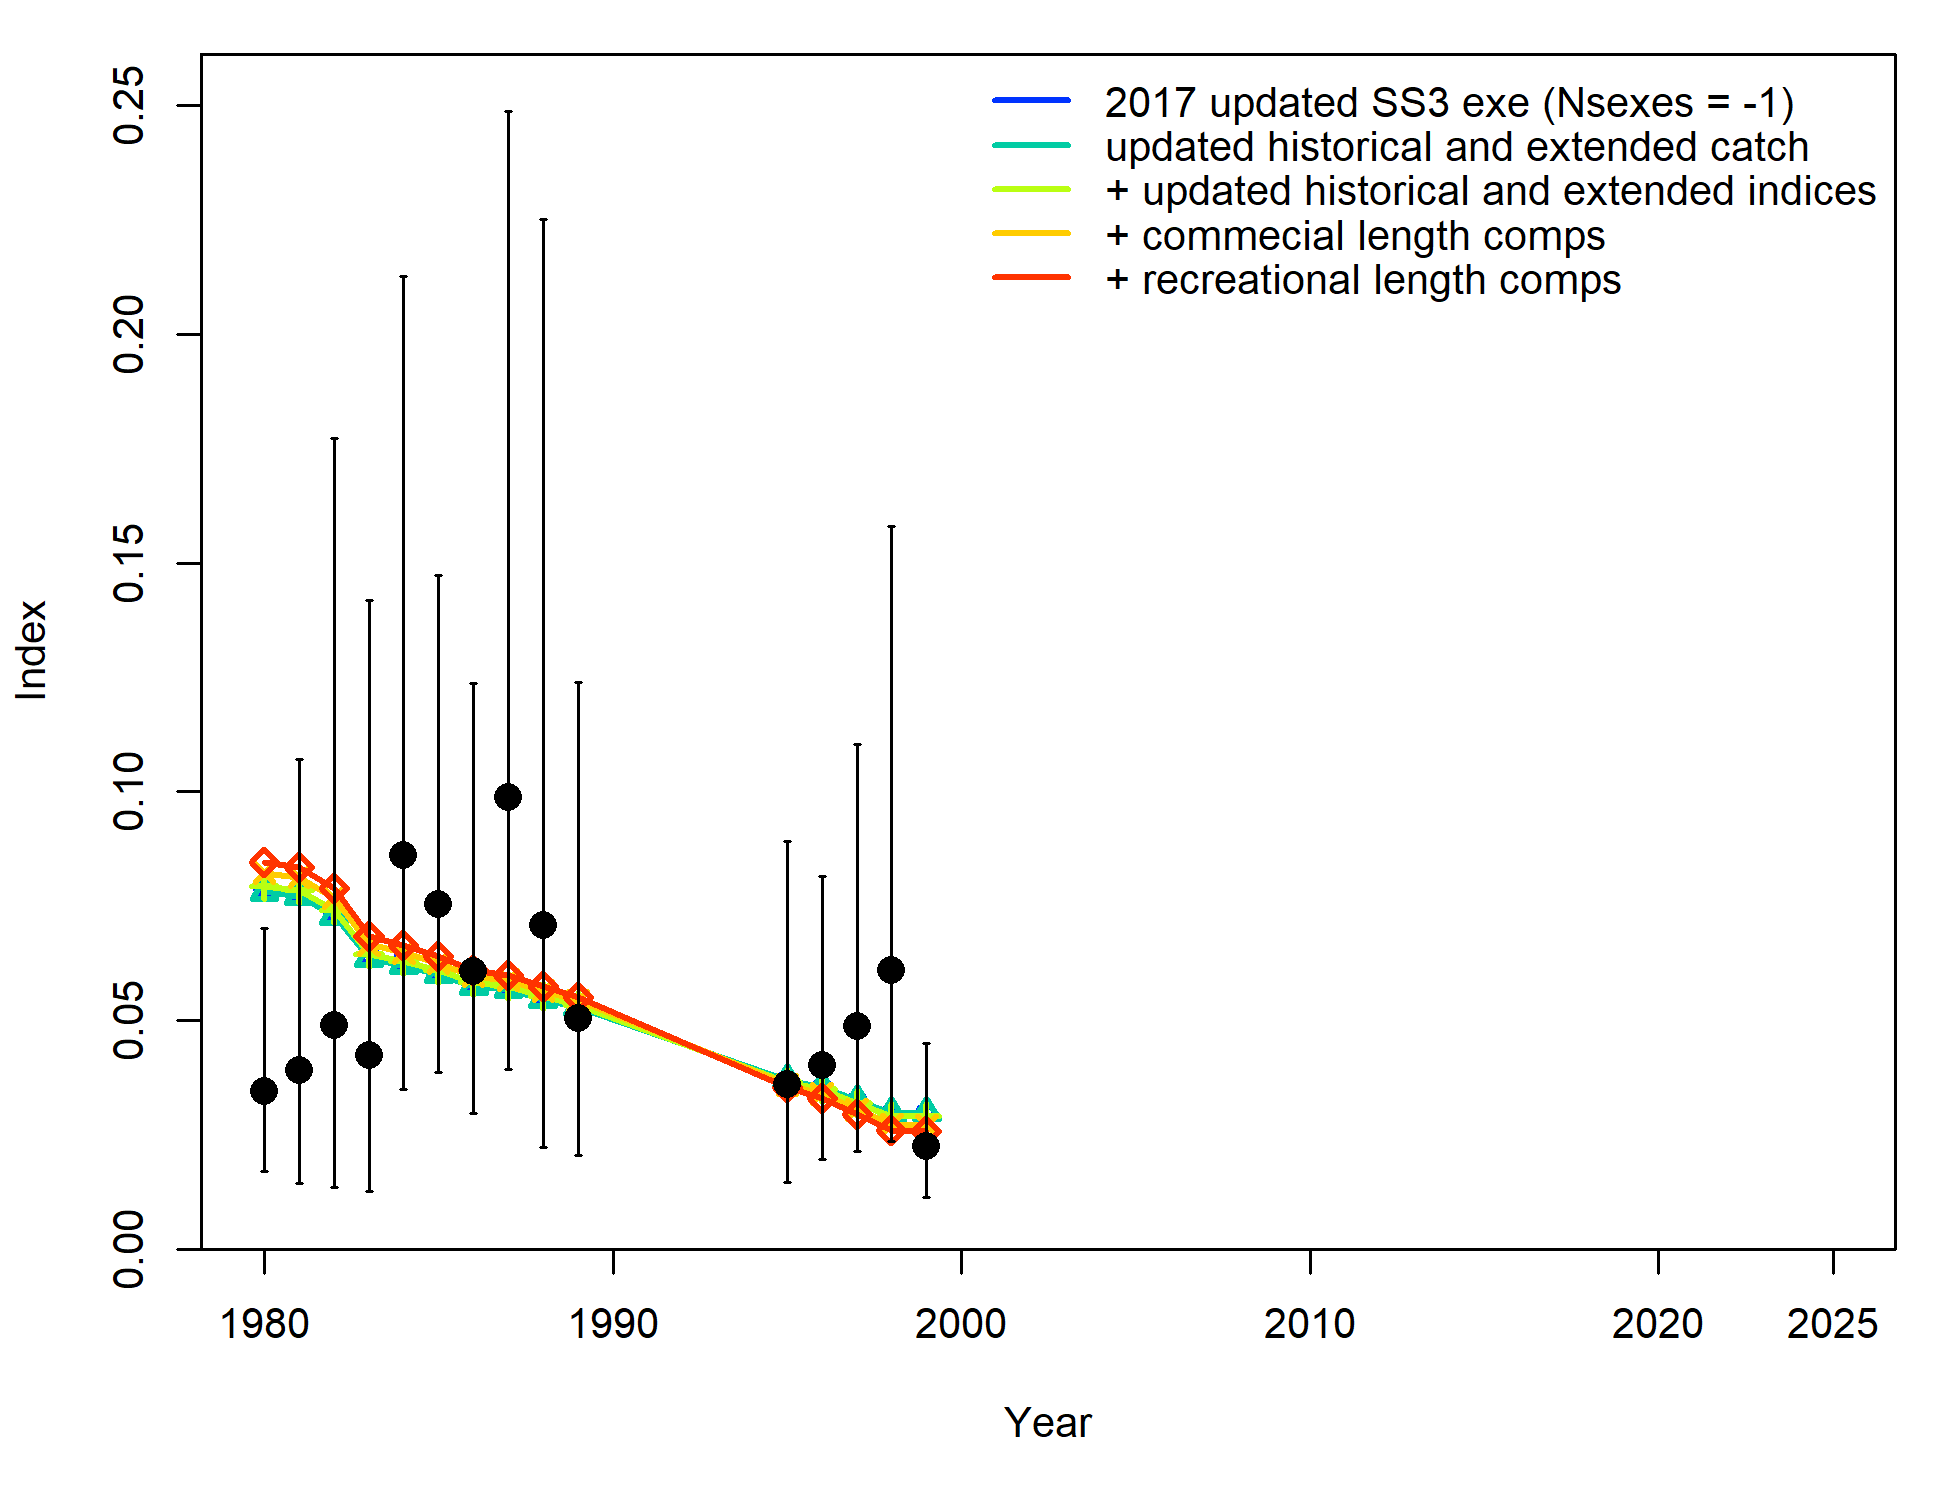 2017 updated SS3 exe (Nsexes = -1)
updated historical and extended catch
+ updated historical and extended indices
+ commecial length comps
+ recreational length comps
0.25
0.20
0.15
0.10
0.05
0.00
Index
1980 1990 2000 2010 2020 2025
Year